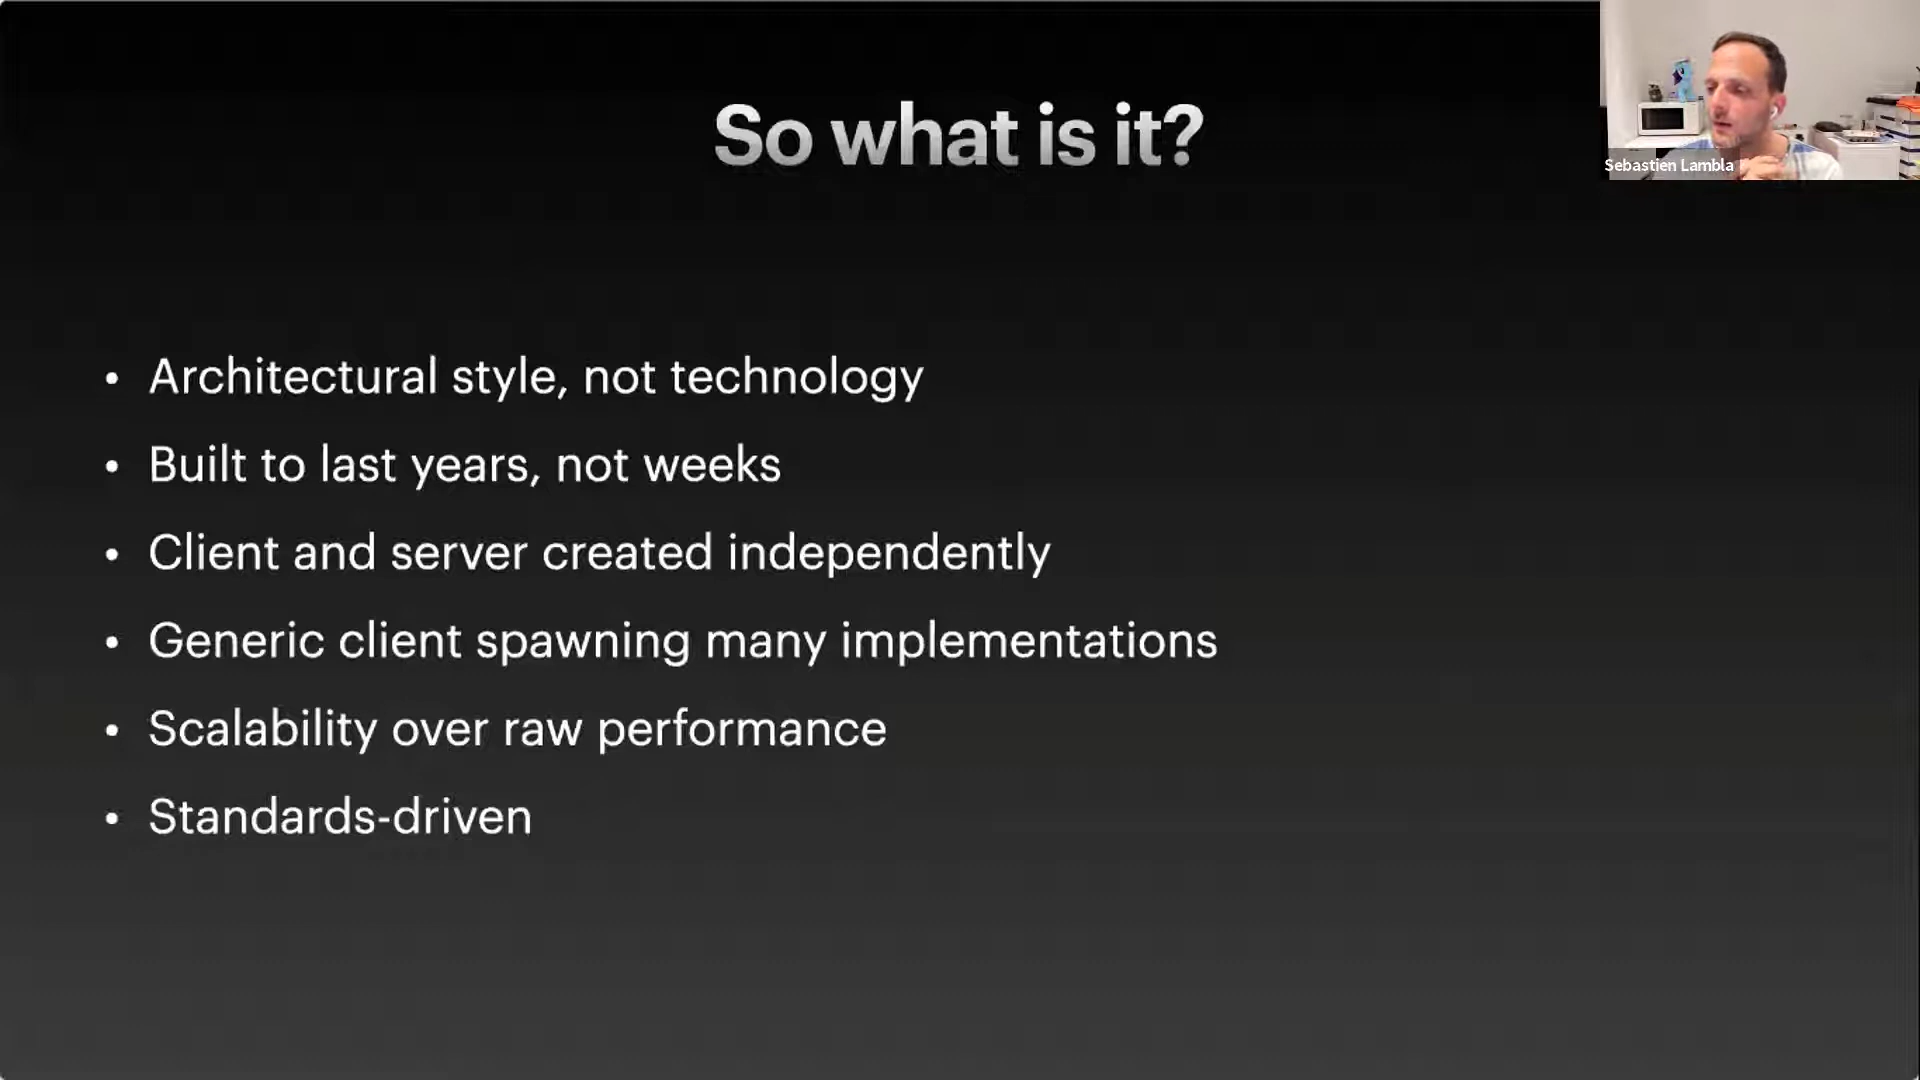 So what is it?
Sebastien Lambla
• Architectural style, not technology
• Built to last years, not weeks
• Client and server created independently
• Generic client spawning many implementations
• Scalability over raw performance
• Standards-driven